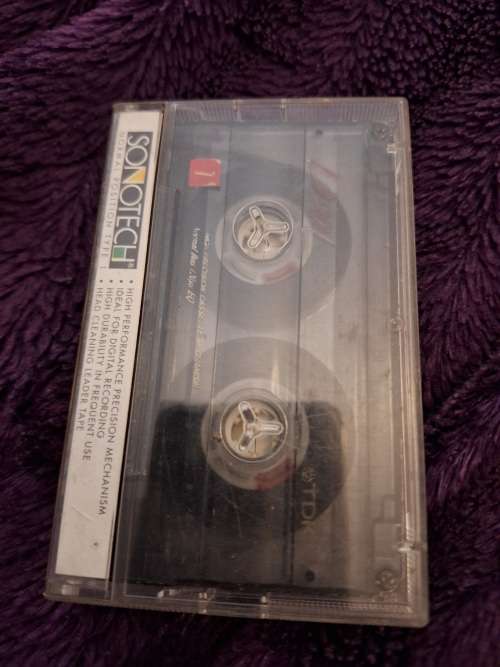 SONOTECH®
NORMAL POSITION TYPE I
• HIGH PERFORMANCE PRECISION MECHANISM
• IDEAL FOR DIGITAL RECORDING
• HIGH DURABILITY IN FREQUENT USE
• HEAD CLEANING LEADER TAPE
1
TDK